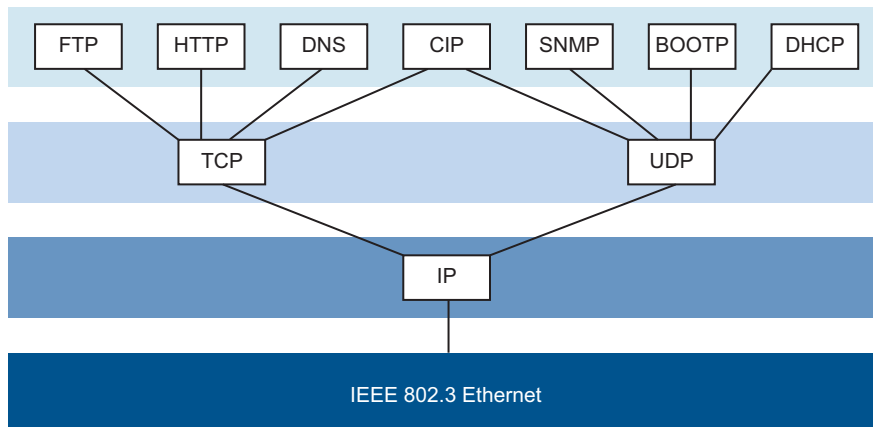 FTP HTTP DNS CIP SNMP BOOTP DHCP
TCP UDP
IP
IEEE 802.3 Ethernet